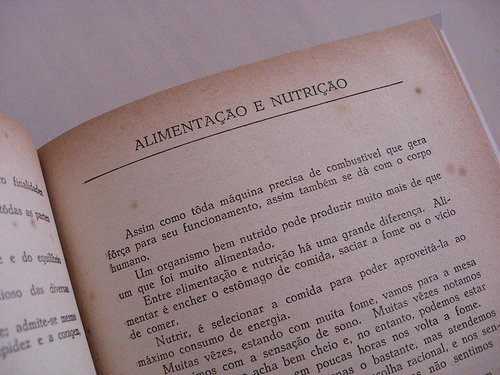 finalidades
tôdas as partes
e do equilíbrio
das diversas
admite-se mesmo
e a coragem,
ALIMENTAÇÃO E NUTRIÇÃO
Assim como tôda máquina precisa de combustível que gera
fôrça para seu funcionamento, assim também se dá com o corpo
humano.
Um organismo bem nutrido pode produzir muito mais de que
um que foi muito alimentado.
Entre alimentação e nutrição há uma grande diferença. Ali-
mentar é encher o estômago de comida, saciar a fome ou o vício
de comer.
Nutrir, é selecionar a comida para poder aproveitá-la ao
máximo consumo de energia.
Muitas vêzes, estando com muita fome, vamos para a mesa
com a sensação de sono. Muitas vêzes notamos
acha bem cheio e, no entanto, podemos estar
em poucas horas nos volta a fome.
o bastante, mas atendemos
racional, e nos sen
não sentimos